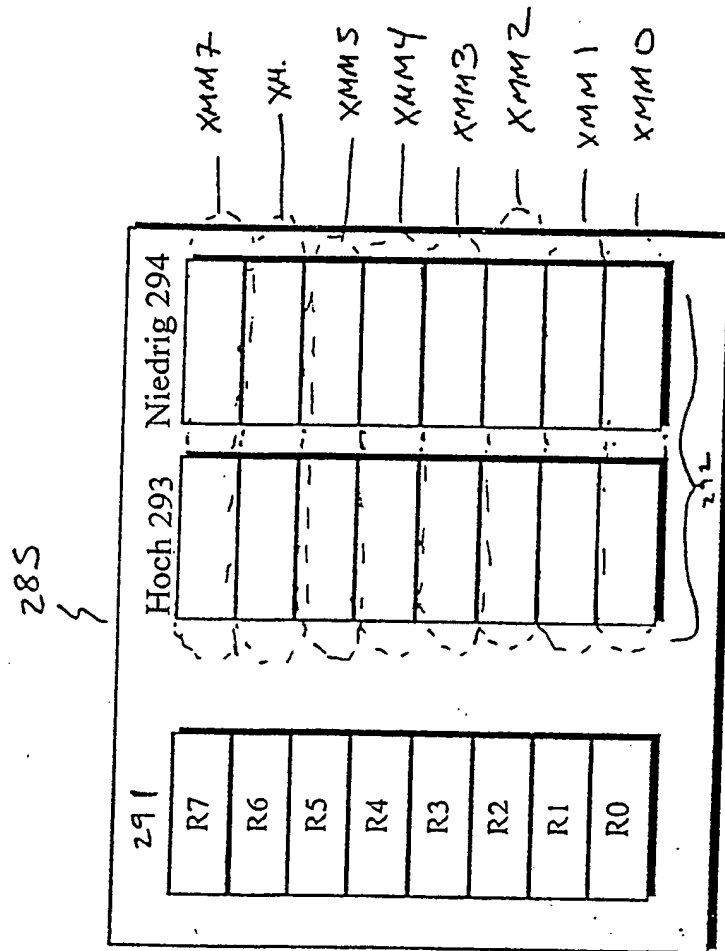 285
291
Hoch 293
Niedrig 294
R7
R6
R5
R4
R3
R2
R1
R0
XMM7
XM.
XMM5
XMM4
XMM3
XMM2
XMM1
XMM0
292